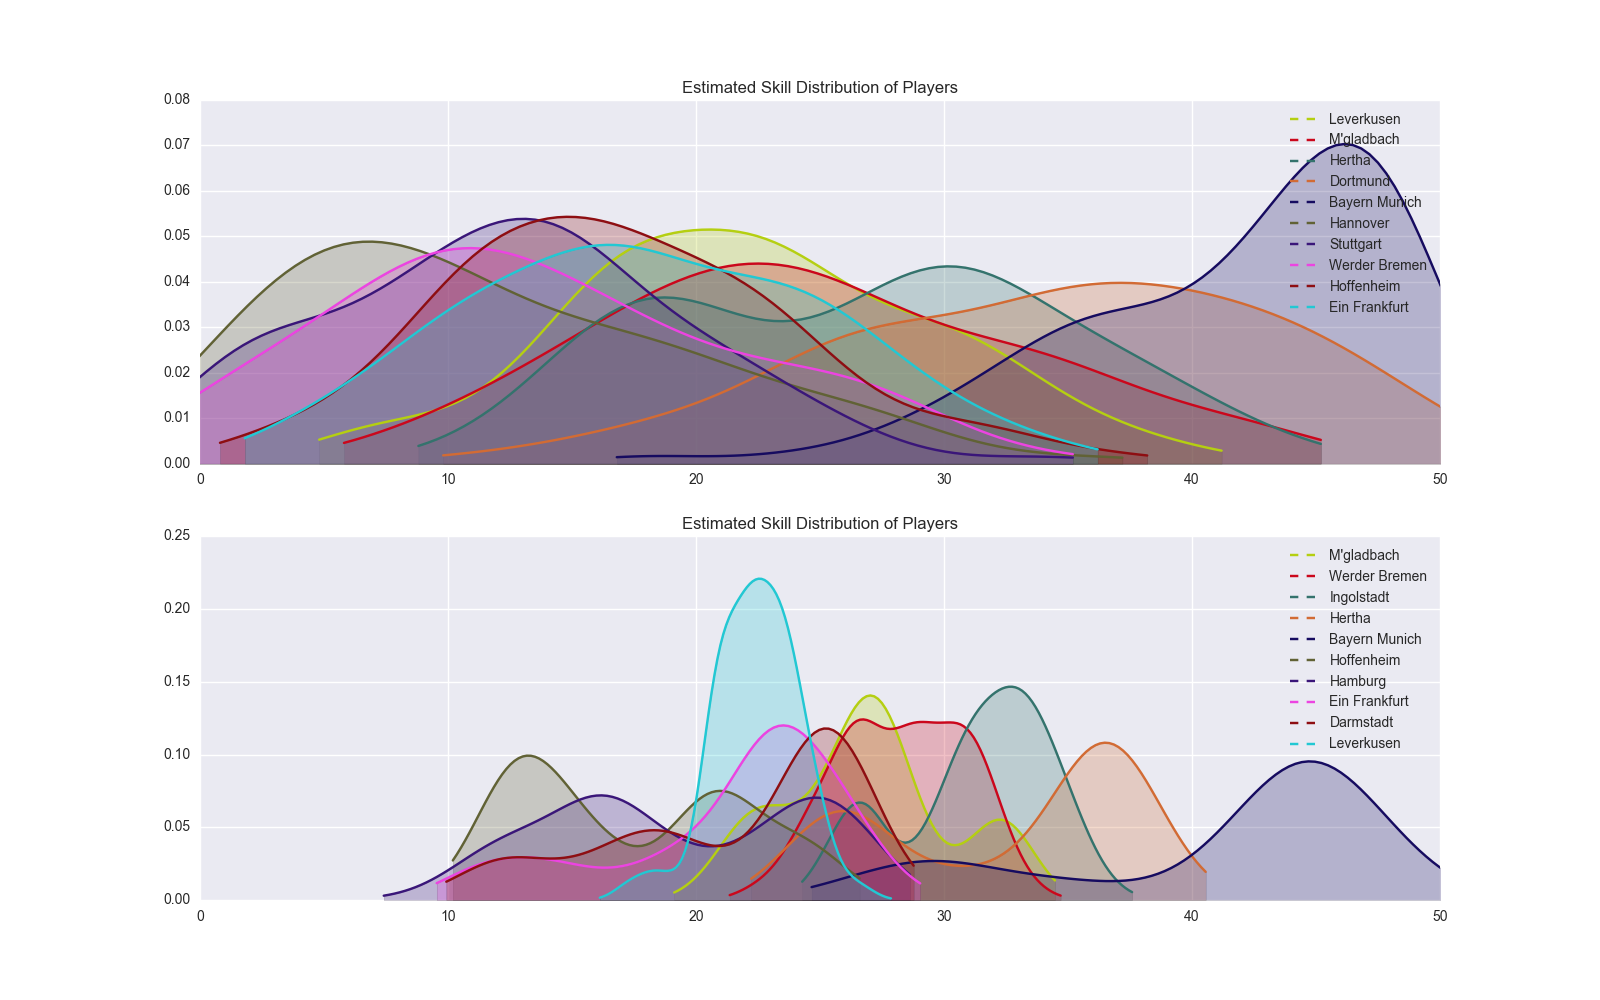 Estimated Skill Distribution of Players
0.08
0.07
0.06
0.05
0.04
0.03
0.02
0.01
0.00
Leverkusen
M'gladbach
Hertha
Dortmund
Bayern Munich
Hannover
Stuttgart
Werder Bremen
Hoffenheim
Ein Frankfurt
0 10 20 30 40 50
Estimated Skill Distribution of Players
0.25
0.20
0.15
0.10
0.05
0.00
M'gladbach
Werder Bremen
Ingolstadt
Hertha
Bayern Munich
Hoffenheim
Hamburg
Ein Frankfurt
Darmstadt
Leverkusen
0 10 20 30 40 50